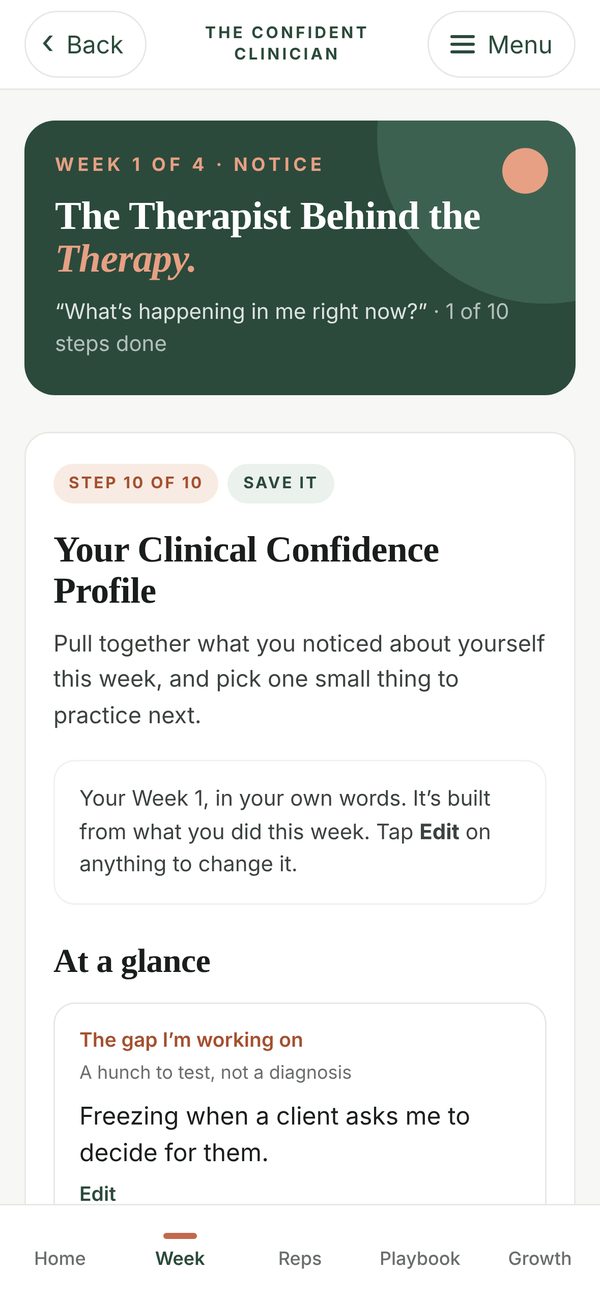 Back
THE CONFIDENT
CLINICIAN
Menu
WEEK 1 OF 4 · NOTICE
The Therapist Behind the
Therapy.
“What’s happening in me right now?” · 1 of 10
steps done
STEP 10 OF 10
SAVE IT
Your Clinical Confidence
Profile
Pull together what you noticed about yourself
this week, and pick one small thing to
practice next.
Your Week 1, in your own words. It’s built
from what you did this week. Tap Edit on
anything to change it.
At a glance
The gap I’m working on
A hunch to test, not a diagnosis
Freezing when a client asks me to
decide for them.
Edit
Home
Week
Reps
Playbook
Growth